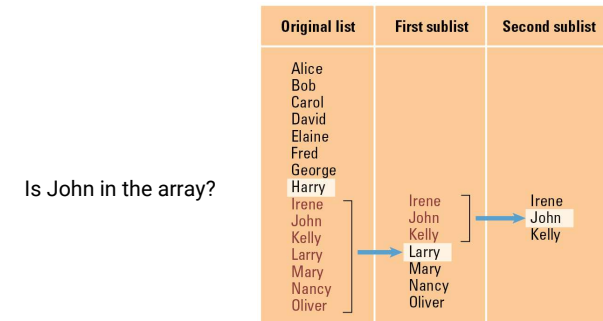 Is John in the array?
Original list
First sublist
Second sublist
Alice
Bob
Carol
David
Elaine
Fred
George
Harry
Irene
John
Kelly
Larry
Mary
Nancy
Oliver
Irene
John
Kelly
Larry
Mary
Nancy
Oliver
Irene
John
Kelly